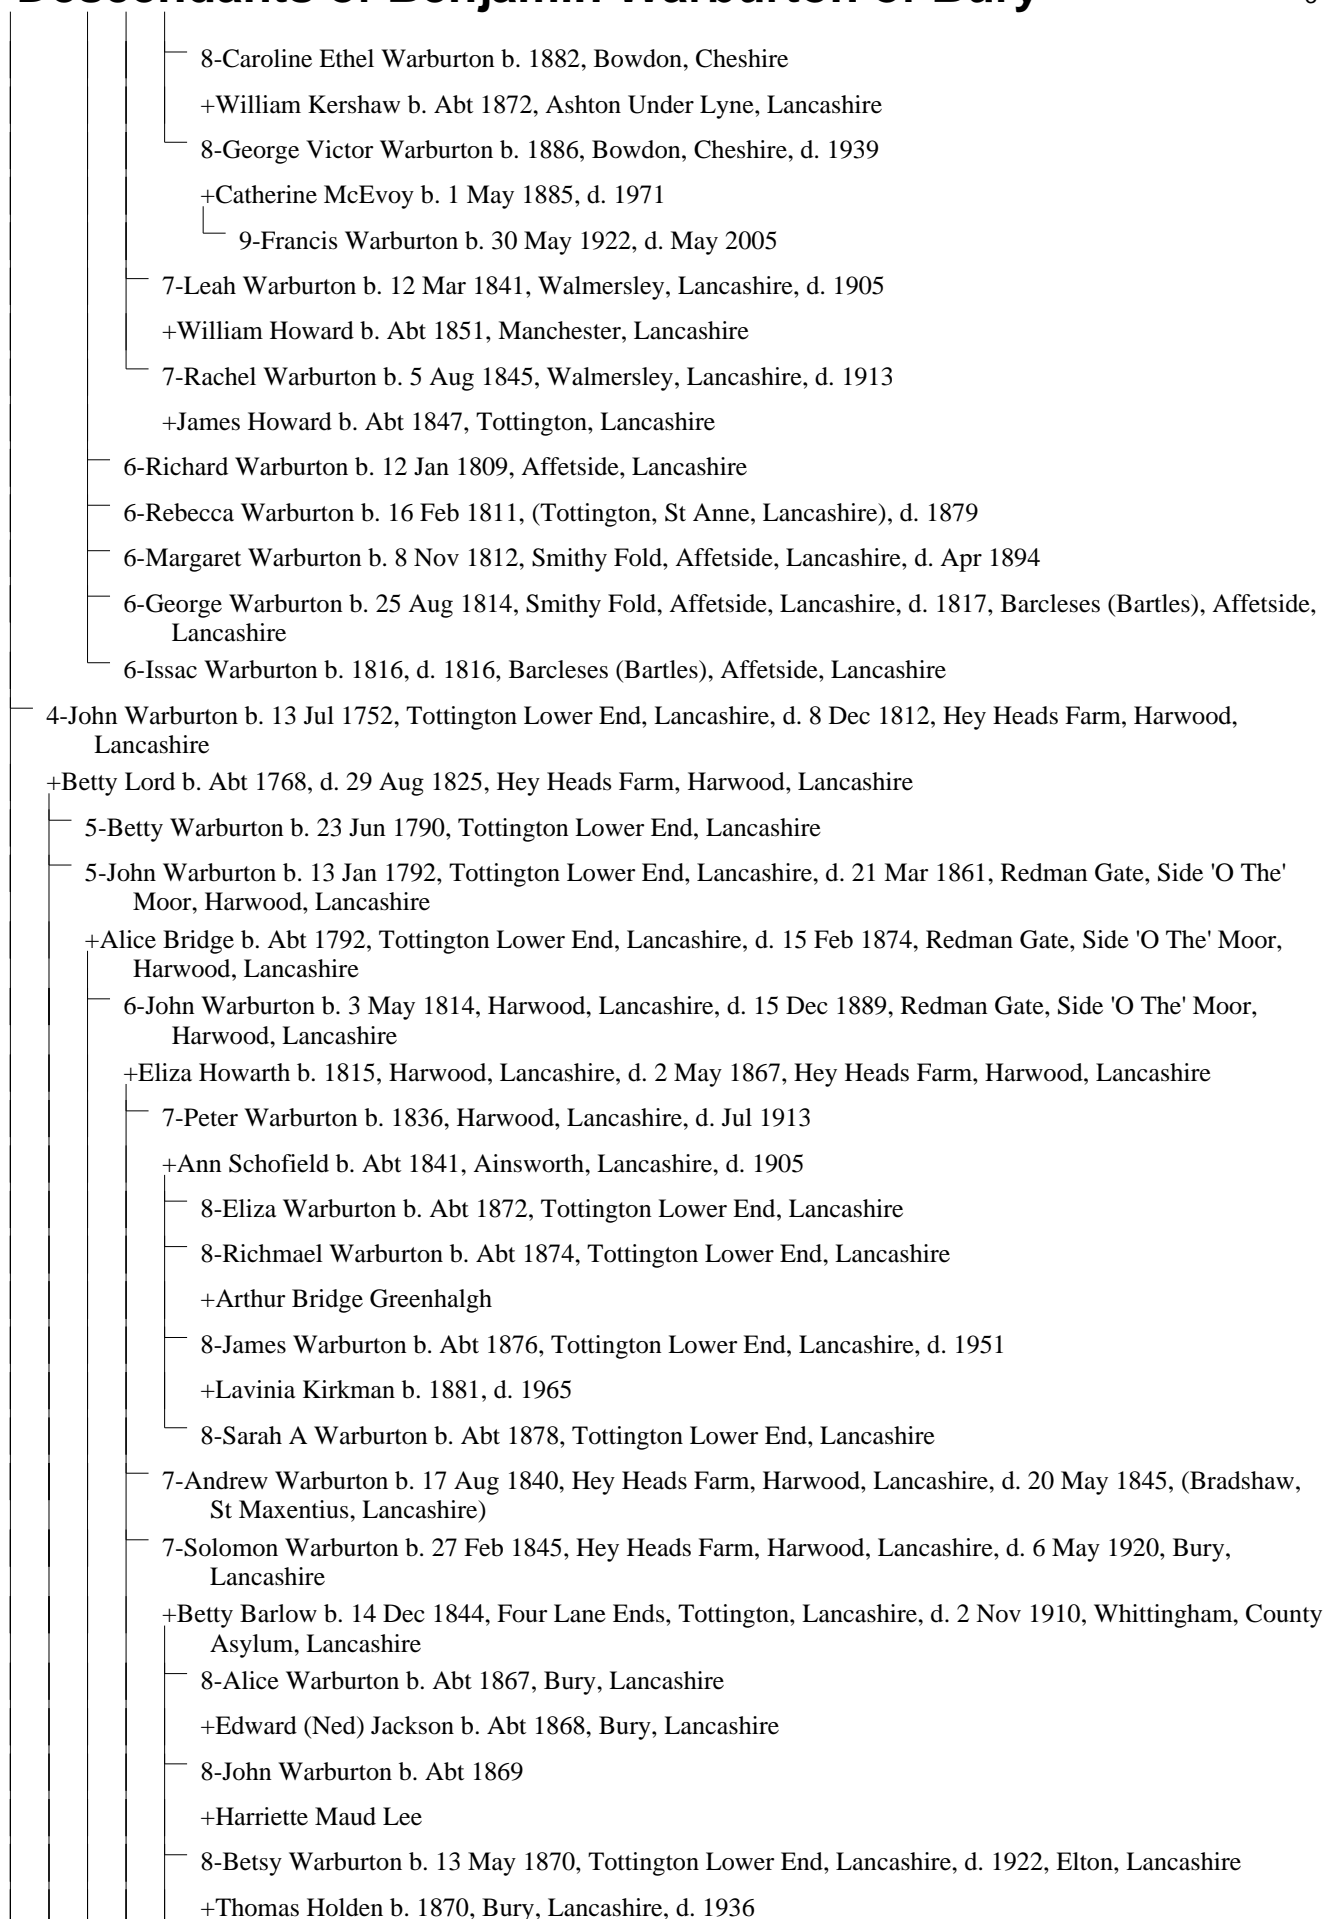 Descendants of Benjamin Warburton of Bury
8-Caroline Ethel Warburton b. 1882, Bowdon, Cheshire
+William Kershaw b. Abt 1872, Ashton Under Lyne, Lancashire
8-George Victor Warburton b. 1886, Bowdon, Cheshire, d. 1939
+Catherine McEvoy b. 1 May 1885, d. 1971
9-Francis Warburton b. 30 May 1922, d. May 2005
7-Leah Warburton b. 12 Mar 1841, Walmersley, Lancashire, d. 1905
+William Howard b. Abt 1851, Manchester, Lancashire
7-Rachel Warburton b. 5 Aug 1845, Walmersley, Lancashire, d. 1913
+James Howard b. Abt 1847, Tottington, Lancashire
6-Richard Warburton b. 12 Jan 1809, Affetside, Lancashire
6-Rebecca Warburton b. 16 Feb 1811, (Tottington, St Anne, Lancashire), d. 1879
6-Margaret Warburton b. 8 Nov 1812, Smithy Fold, Affetside, Lancashire, d. Apr 1894
6-George Warburton b. 25 Aug 1814, Smithy Fold, Affetside, Lancashire, d. 1817, Barcleses (Bartles), Affetside,
Lancashire
6-Issac Warburton b. 1816, d. 1816, Barcleses (Bartles), Affetside, Lancashire
4-John Warburton b. 13 Jul 1752, Tottington Lower End, Lancashire, d. 8 Dec 1812, Hey Heads Farm, Harwood,
Lancashire
+Betty Lord b. Abt 1768, d. 29 Aug 1825, Hey Heads Farm, Harwood, Lancashire
5-Betty Warburton b. 23 Jun 1790, Tottington Lower End, Lancashire
5-John Warburton b. 13 Jan 1792, Tottington Lower End, Lancashire, d. 21 Mar 1861, Redman Gate, Side 'O The'
Moor, Harwood, Lancashire
+Alice Bridge b. Abt 1792, Tottington Lower End, Lancashire, d. 15 Feb 1874, Redman Gate, Side 'O The' Moor,
Harwood, Lancashire
6-John Warburton b. 3 May 1814, Harwood, Lancashire, d. 15 Dec 1889, Redman Gate, Side 'O The' Moor,
Harwood, Lancashire
+Eliza Howarth b. 1815, Harwood, Lancashire, d. 2 May 1867, Hey Heads Farm, Harwood, Lancashire
7-Peter Warburton b. 1836, Harwood, Lancashire, d. Jul 1913
+Ann Schofield b. Abt 1841, Ainsworth, Lancashire, d. 1905
8-Eliza Warburton b. Abt 1872, Tottington Lower End, Lancashire
8-Richmael Warburton b. Abt 1874, Tottington Lower End, Lancashire
+Arthur Bridge Greenhalgh
8-James Warburton b. Abt 1876, Tottington Lower End, Lancashire, d. 1951
+Lavinia Kirkman b. 1881, d. 1965
8-Sarah A Warburton b. Abt 1878, Tottington Lower End, Lancashire
7-Andrew Warburton b. 17 Aug 1840, Hey Heads Farm, Harwood, Lancashire, d. 20 May 1845, (Bradshaw,
St Maxentius, Lancashire)
7-Solomon Warburton b. 27 Feb 1845, Hey Heads Farm, Harwood, Lancashire, d. 6 May 1920, Bury,
Lancashire
+Betty Barlow b. 14 Dec 1844, Four Lane Ends, Tottington, Lancashire, d. 2 Nov 1910, Whittingham, County
Asylum, Lancashire
8-Alice Warburton b. Abt 1867, Bury, Lancashire
+Edward (Ned) Jackson b. Abt 1868, Bury, Lancashire
8-John Warburton b. Abt 1869
+Harriette Maud Lee
8-Betsy Warburton b. 13 May 1870, Tottington Lower End, Lancashire, d. 1922, Elton, Lancashire
+Thomas Holden b. 1870, Bury, Lancashire, d. 1936